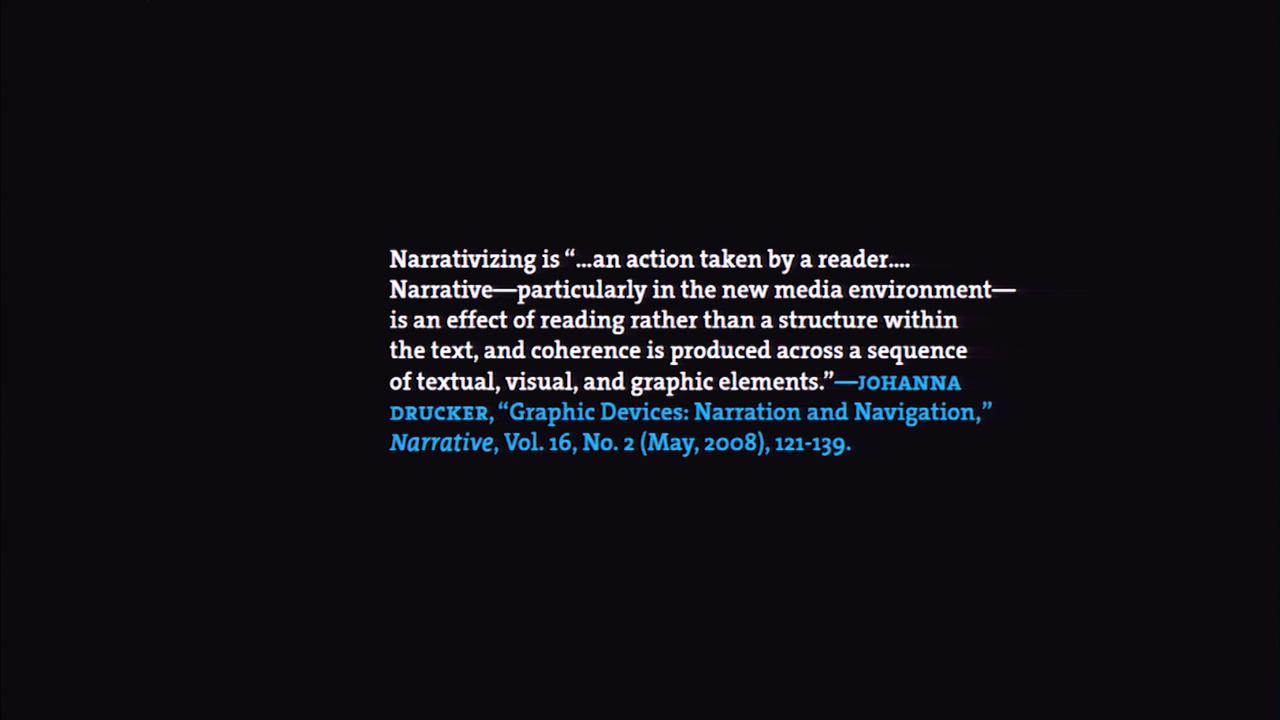 Narrativizing is “...an action taken by a reader....
Narrative—particularly in the new media environment—
is an effect of reading rather than a structure within
the text, and coherence is produced across a sequence
of textual, visual, and graphic elements.”—JOHANNA
DRUCKER, “Graphic Devices: Narration and Navigation,”
Narrative, Vol. 16, No. 2 (May, 2008), 121-139.